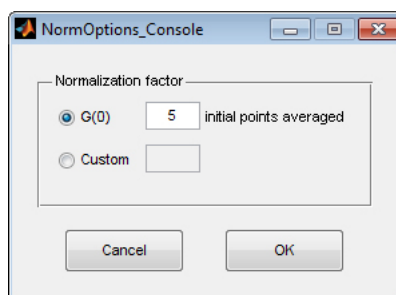 NormOptions_Console
Normalization factor
G(0) 5 initial points averaged
Custom
Cancel OK